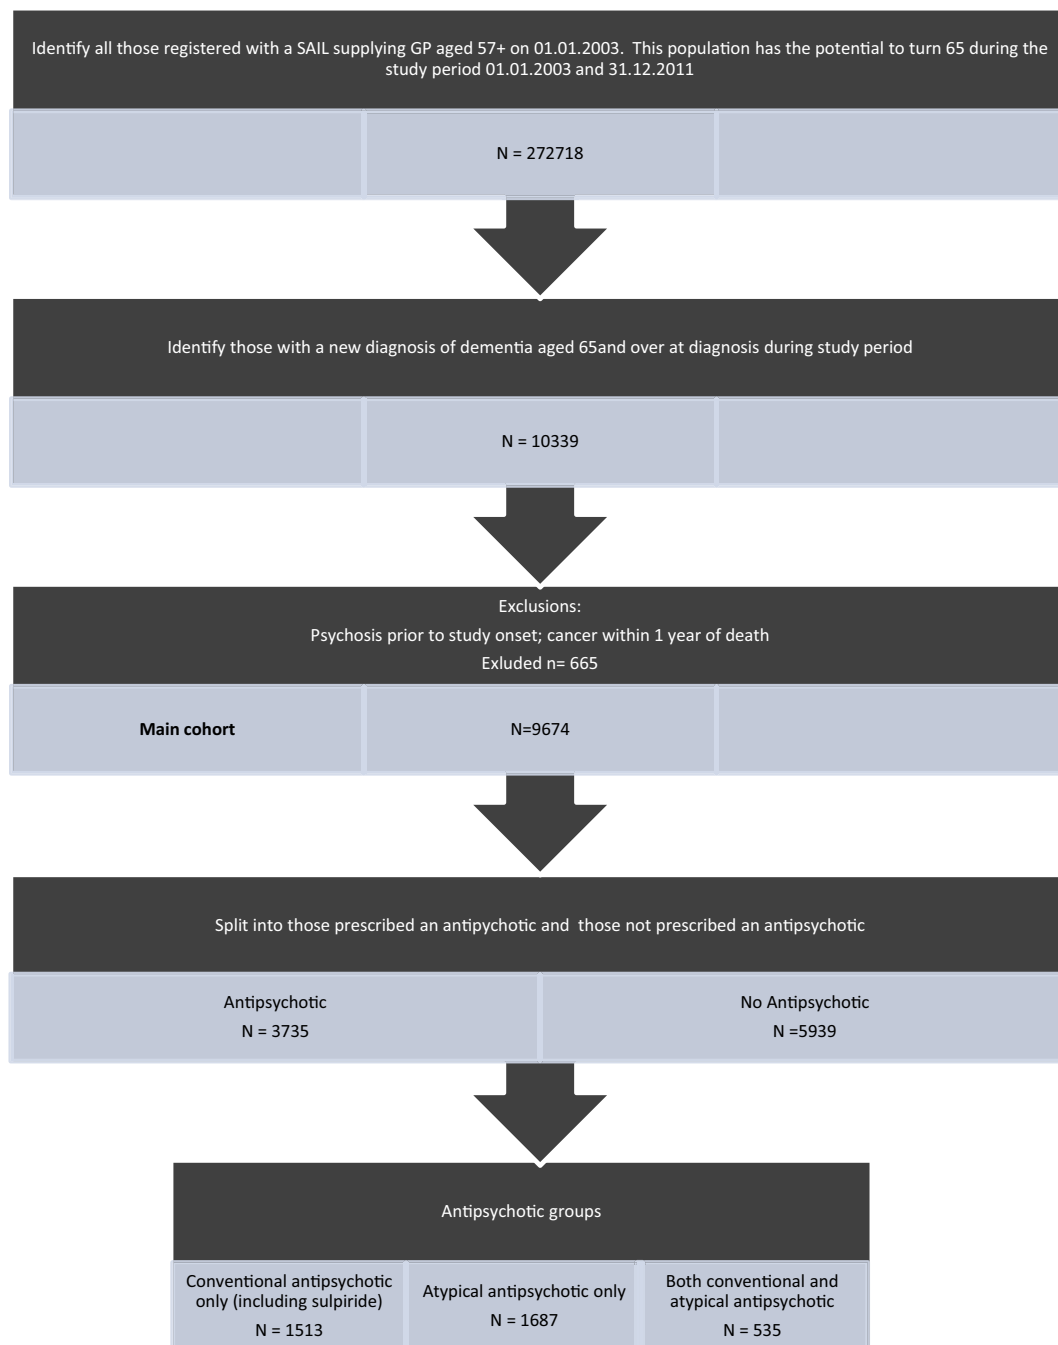 Identify all those registered with a SAIL supplying GP aged 57+ on 01.01.2003.  This population has the potential to turn 65 during the
study period 01.01.2003 and 31.12.2011
N = 272718
Identify those with a new diagnosis of dementia aged 65and over at diagnosis during study period
N = 10339
Exclusions:
Psychosis prior to study onset; cancer within 1 year of death
Exluded n= 665
Main cohort
N=9674
Split into those prescribed an antipychotic and  those not prescribed an antipsychotic
Antipsychotic
N = 3735
No Antipsychotic
N =5939
Antipsychotic groups
Conventional antipsychotic
only (including sulpiride)
N = 1513
Atypical antipsychotic only
N = 1687
Both conventional and
atypical antipsychotic
N = 535